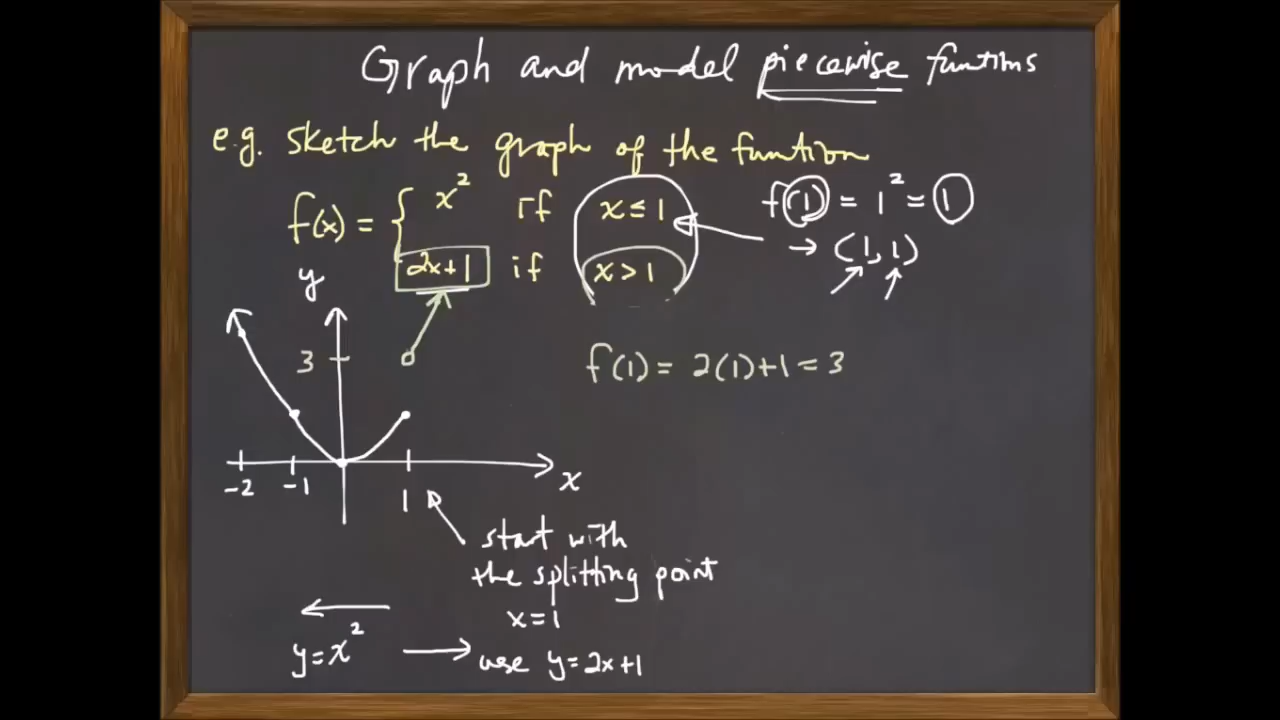 Graph and model piecewise funtions
e.g. sketch the graph of the funtion
f(x) = { x² if x ≤ 1
2x+1 if x > 1
f(1) = 1² = 1
→ (1, 1)
y
3
f(1) = 2(1)+1 = 3
-2 -1 1 x
start with
the splitting point
x=1
y=x²
use y=2x+1